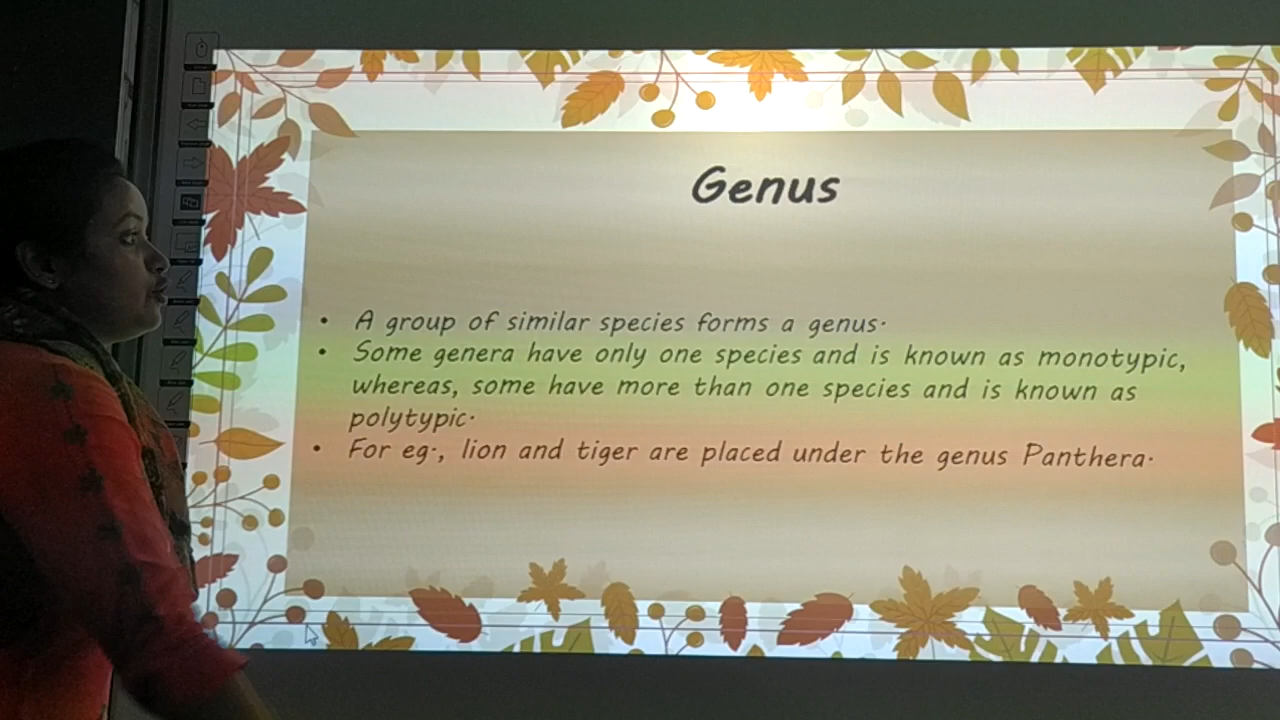 Genus
• A group of similar species forms a genus.
• Some genera have only one species and is known as monotypic,
whereas, some have more than one species and is known as
polytypic.
• For eg., lion and tiger are placed under the genus Panthera.